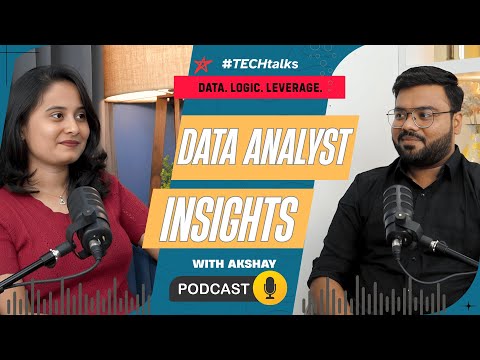 #TECHtalks
DATA. LOGIC. LEVERAGE.
DATA ANALYST
INSIGHTS
WITH AKSHAY
PODCAST